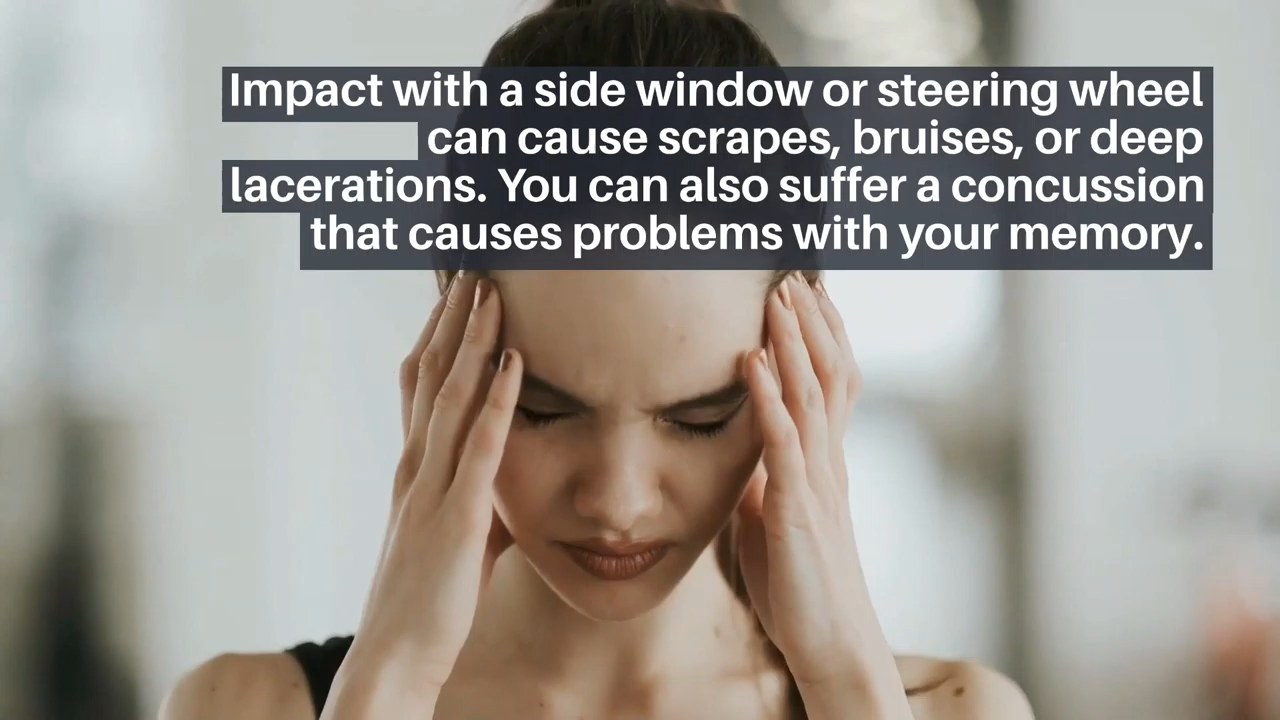 Impact with a side window or steering wheel
can cause scrapes, bruises, or deep
lacerations. You can also suffer a concussion
that causes problems with your memory.